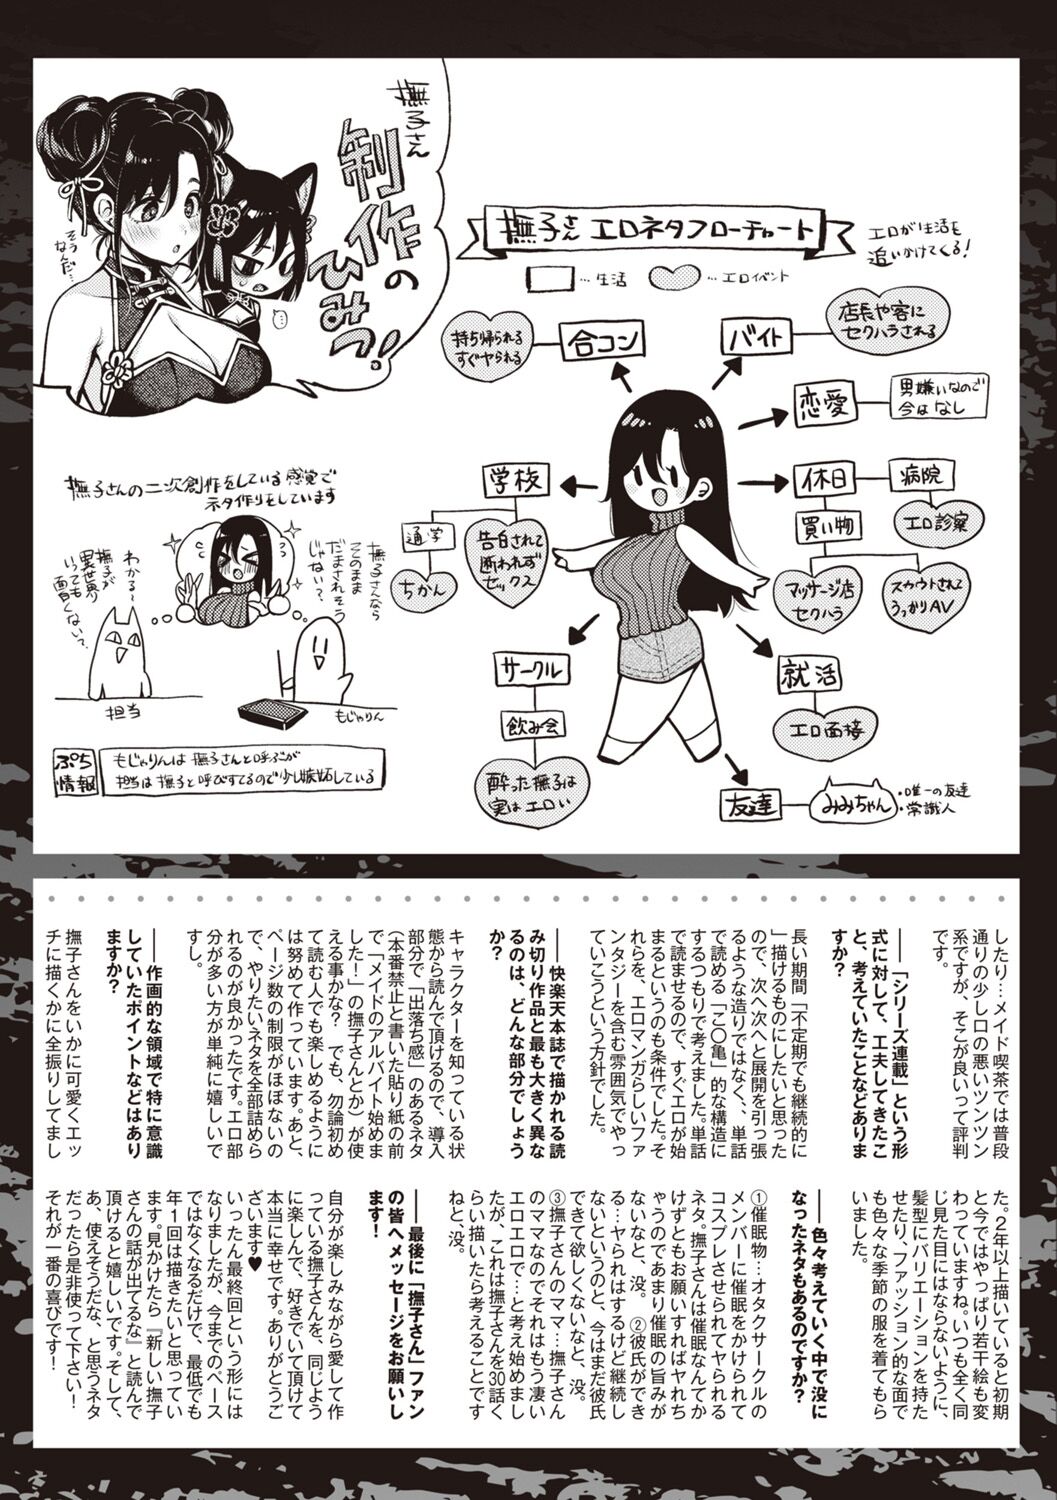 撫子さん
制作の
ひみつ!
そうなんだ…
撫子さん エロネタフローチャート
エロが生活を
追いかけてくる!
…生活
…エロイベント
合コン
持ち帰られる
すぐヤられる
バイト
店長や客に
セクハラされる
恋愛
男嫌いなので
今はなし
学校
通学
ちかん
告白されて
断われず
セックス
休日
病院
エロ診察
買い物
マッサージ店
セクハラ
スカウトされて
うっかりAV
サークル
飲み会
酔った撫子は
実はエロい
就活
エロ面接
友達
みみちゃん
・唯一の友達
・常識人
撫子さんの二次創作をしている感覚で
ネタ作りをしています
撫子さんなら
このまま
だまされそう
じゃない?
わかる〜
撫子が
異世界
いっても
面白くない?
担当
もじゃりん
ぷち
情報
もじゃりんは撫子さんと呼ぶが
担当は撫子と呼びすてるので少し嫉妬している
したり…メイド喫茶では普段
通りの少し口の悪いツンツン
系ですが、そこが良いって評判
です。
──「シリーズ連載」という形
式に対して、工夫してきたこ
と、考えていたことなどありま
すか?
長い期間「不定期でも継続的に
」描けるものにしたいと思った
ので、次へ次へと展開を引っ張
るような造りではなく、単話
で読める「こ〇亀」的な構造に
するつもりで考えました。単話
で読ませるので、すぐエロが始
まるというのも条件でした。そ
れらを、エロマンガらしいファ
ンタジーを含む雰囲気でやっ
ていこうという方針でした。
──快楽天本誌で描かれる読
み切り作品と最も大きく異な
るのは、どんな部分でしょう
か?
キャラクターを知っている状
態から読んで頂けるので、導入
部分で「出落ち感」のあるネタ
(本番禁止と書いた貼り紙の前
で「メイドのアルバイト始めま
した!」の撫子さんとか)が使
える事かな? でも、勿論初め
て読む人でも楽しめるように
は努めて作っています。あと、
ページ数の制限がほぼないの
で、やりたいネタを全部詰めら
れるのが良かったです。エロ部
分が多い方が単純に嬉しいで
すし。
──作画的な領域で特に意識
していたポイントなどはあり
ますか?
撫子さんをいかに可愛くエッ
チに描くかに全振りしてまし
た。2年以上描いていると初期
と今ではやっぱり若干絵も変
わっていますね。いつも全く同
じ見た目にはならないように、
髪型にバリエーションを持た
せたり、ファッション的な面で
も色々な季節の服を着てもら
いました。
──色々考えていく中で没に
なったネタもあるのですか?
①催眠物…オタクサークルの
メンバーに催眠をかけられて
コスプレさせられてヤられる
ネタ。撫子さんは催眠なんてか
けずともお願いすればヤれち
ゃうのであまり催眠の旨みが
ないなと、没。 ②彼氏ができ
る…ヤられはするけど継続し
ないというのと、今はまだ彼氏
できて欲しくないなと、没。
③撫子さんのママ…撫子さん
のママなのでそれはもう凄い
エロエロで…と考え始めまし
たが、これは撫子さんを30話く
らい描いたら考えることです
ねと、没。
──最後に「撫子さん」ファン
の皆へメッセージをお願いし
ます!
自分が楽しみながら愛して作
っている撫子さんを、同じよう
に楽しんで、好きでいて頂けて
本当に幸せです。ありがとうご
ざいます♥
いったん最終回という形には
なりましたが、今までのペース
ではなくなるだけで、最低でも
年1回は描きたいと思ってい
ます。見かけたら『新しい撫子
さんの話が出てるな』と読んで
頂けると嬉しいです。そして、
あ、使えそうだな、と思うネタ
だったら是非使って下さい!
それが一番の喜びです!